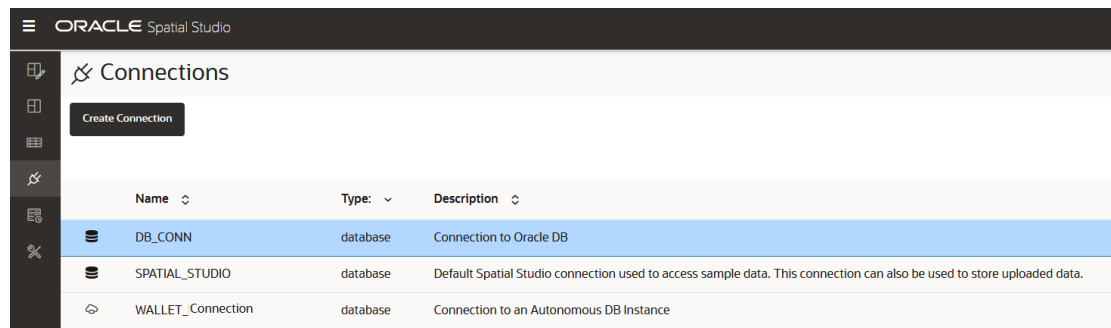 ORACLE Spatial Studio
Connections
Create Connection
Name Type: Description
DB_CONN database Connection to Oracle DB
SPATIAL_STUDIO database Default Spatial Studio connection used to access sample data. This connection can also be used to store uploaded data.
WALLET_Connection database Connection to an Autonomous DB Instance